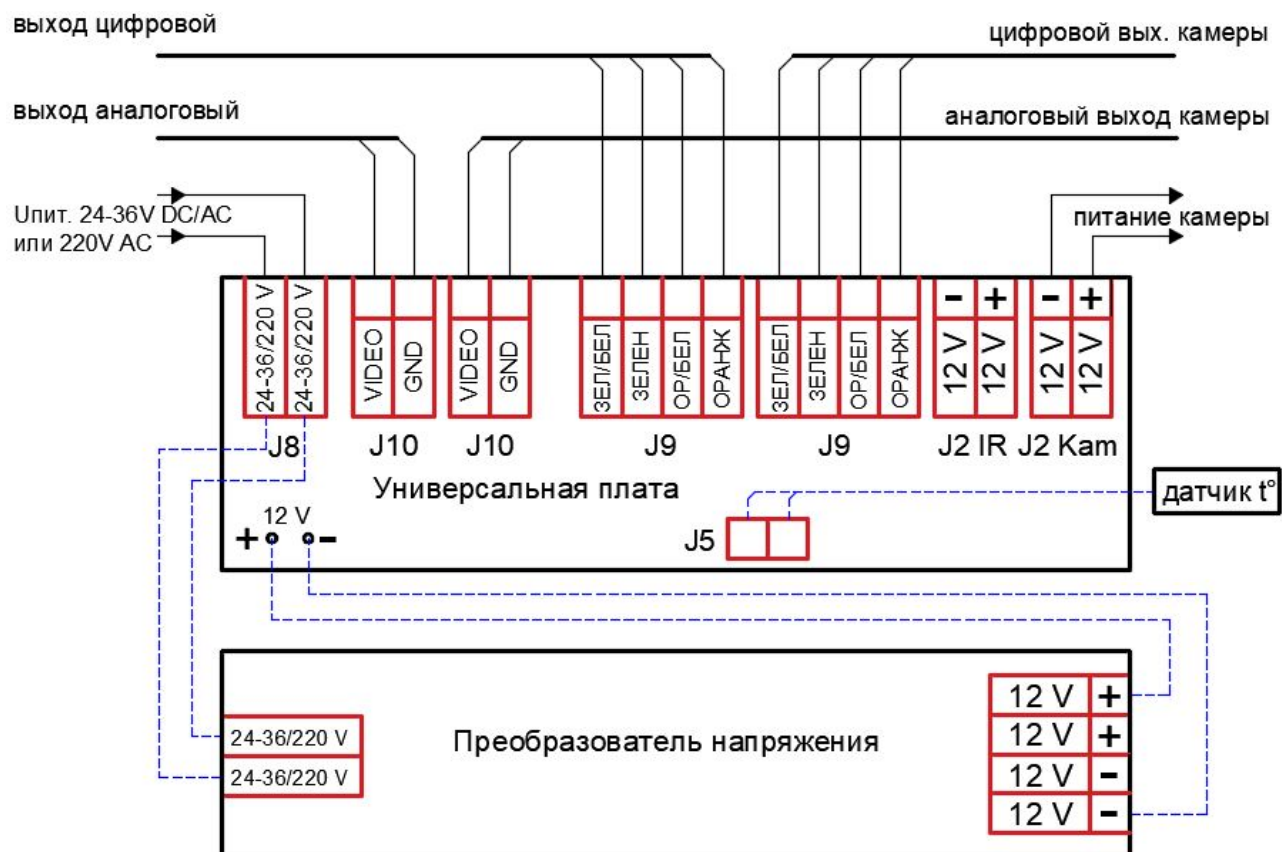 выход цифровой
цифровой вых. камеры
выход аналоговый
аналоговый выход камеры
Uпит. 24-36V DC/AC
или 220V AC
питание камеры
24-36/220 V
24-36/220 V
VIDEO
GND
VIDEO
GND
ЗЕЛ/БЕЛ
ЗЕЛЕН
ОР/БЕЛ
ОРАНЖ
ЗЕЛ/БЕЛ
ЗЕЛЕН
ОР/БЕЛ
ОРАНЖ
12 V -
12 V +
12 V -
12 V +
J8
J10
J10
J9
J9
J2 IR
J2 Kam
Универсальная плата
датчик t°
12 V
+ -
J5
12 V +
12 V +
12 V -
12 V -
24-36/220 V
24-36/220 V
Преобразователь напряжения